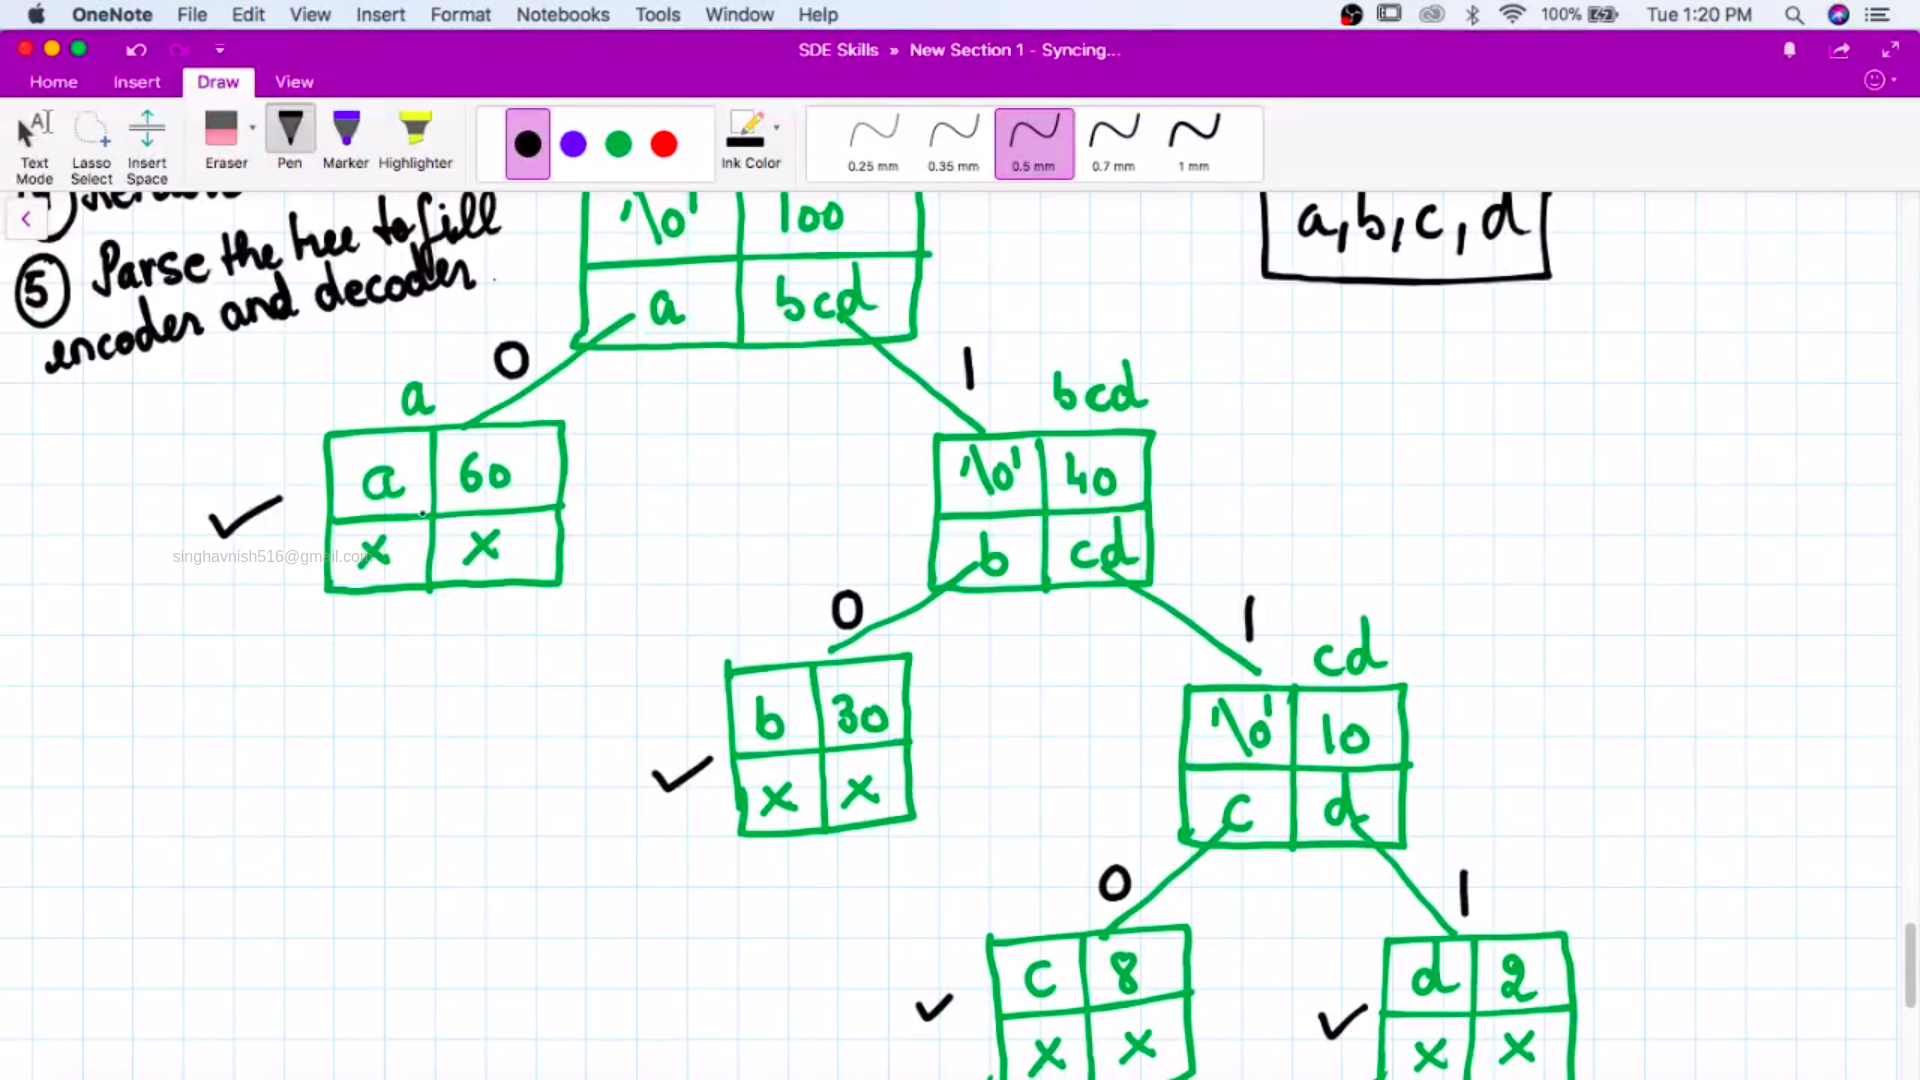 OneNote File Edit View Insert Format Notebooks Tools Window Help 100% Tue 1:20 PM
SDE Skills » New Section 1 - Syncing...
Home Insert Draw View
Text Mode Lasso Select Insert Space Eraser Pen Marker Highlighter Ink Color 0.25 mm 0.35 mm 0.5 mm 0.7 mm 1 mm
'\0' 100
a, b, c, d
5 Parse the tree to fill
encoder and decoder
a bcd
0 1
a bcd
a 60 '\0' 40
x x b cd
singhavnish516@gmail.com
0 1
cd
b 30 '\0' 10
x x c d
0 1
c 8 d 2
x x x x